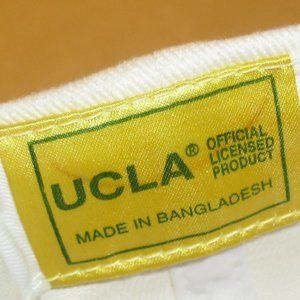 UCLA® OFFICIAL
LICENSED
PRODUCT
MADE IN BANGLADESH